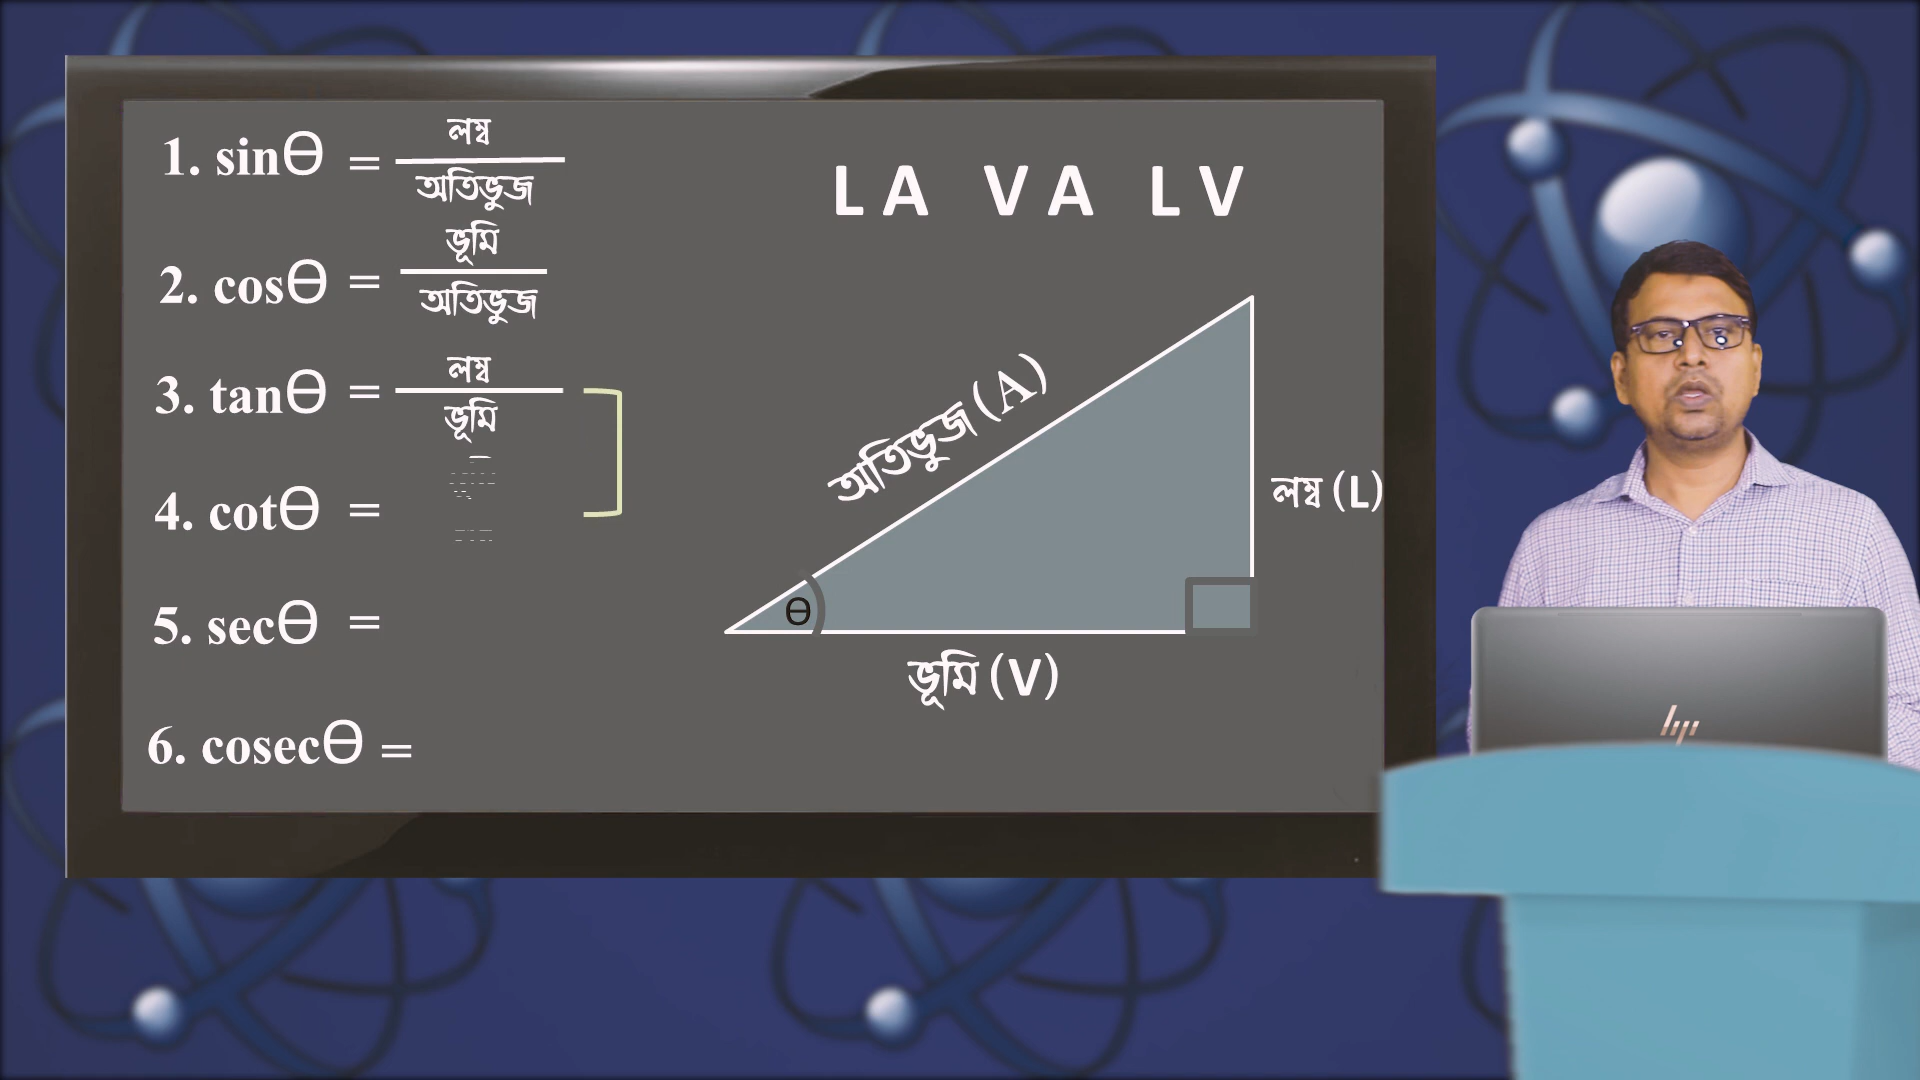 1. sinθ = লম্ব / অতিভুজ
2. cosθ = ভূমি / অতিভুজ
3. tanθ = লম্ব / ভূমি
4. cotθ =
5. secθ =
6. cosecθ =
L A V A L V
অতিভুজ (A)
লম্ব (L)
θ
ভূমি (V)
hp